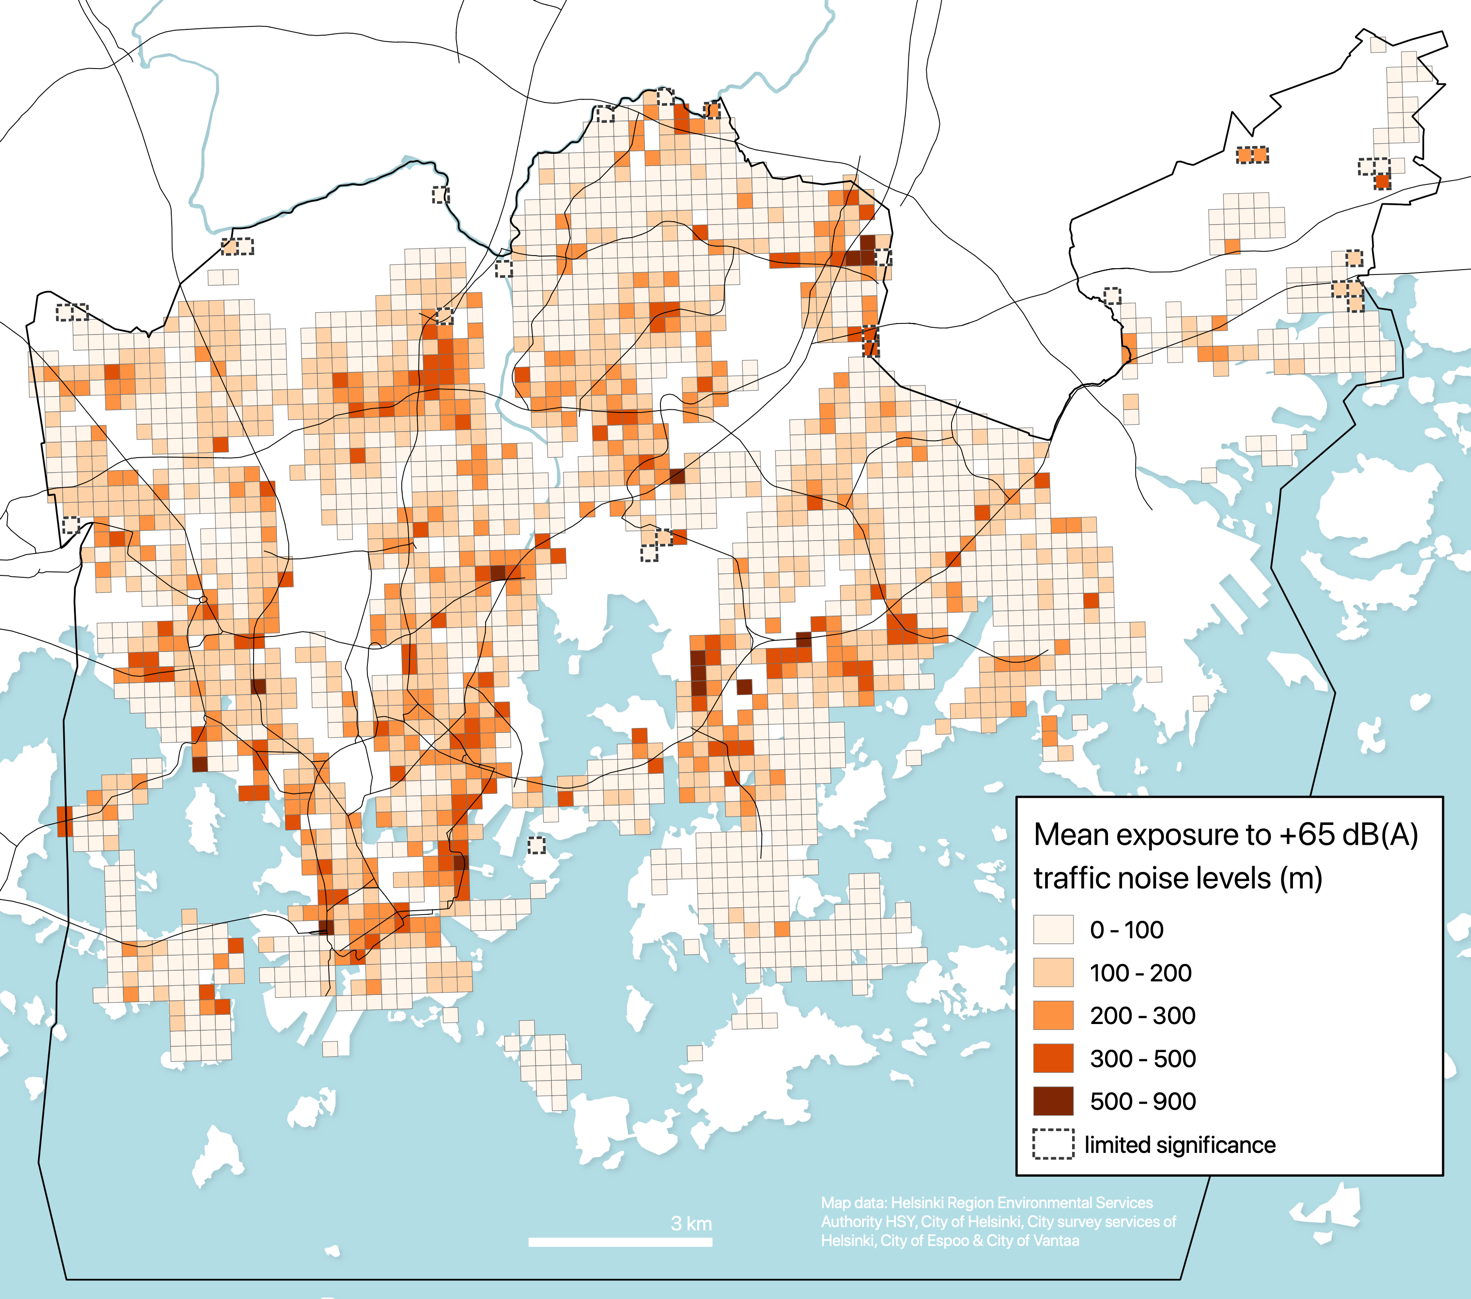 Mean exposure to +65 dB(A)
traffic noise levels (m)
0 - 100
100 - 200
200 - 300
300 - 500
500 - 900
limited significance
3 km
Map data: Helsinki Region Environmental Services
Authority HSY, City of Helsinki, City survey services of
Helsinki, City of Espoo & City of Vantaa